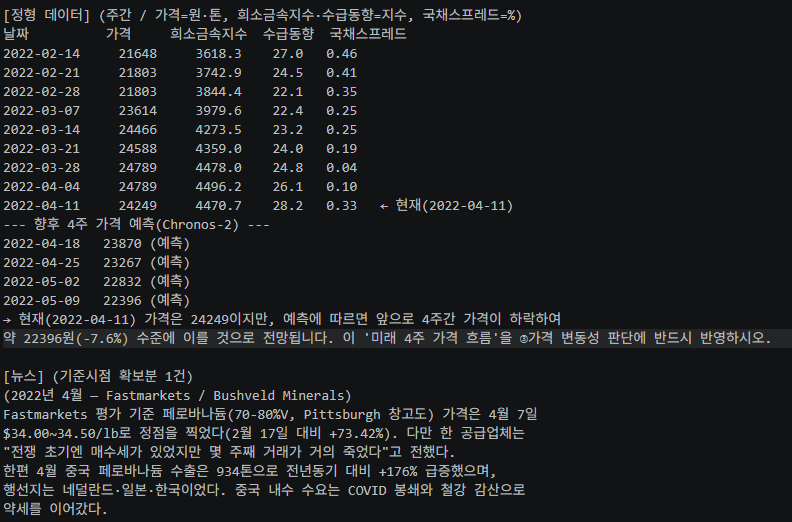 [정형 데이터] (주간 / 가격=원·톤, 희소금속지수·수급동향=지수, 국채스프레드=%)
날짜 가격 희소금속지수 수급동향 국채스프레드
2022-02-14 21648 3618.3 27.0 0.46
2022-02-21 21803 3742.9 24.5 0.41
2022-02-28 21803 3844.4 22.1 0.35
2022-03-07 23614 3979.6 22.4 0.25
2022-03-14 24466 4273.5 23.2 0.25
2022-03-21 24588 4359.0 24.0 0.19
2022-03-28 24789 4478.0 24.8 0.04
2022-04-04 24789 4496.2 26.1 0.10
2022-04-11 24249 4470.7 28.2 0.33 ← 현재(2022-04-11)
--- 향후 4주 가격 예측(Chronos-2) ---
2022-04-18 23870 (예측)
2022-04-25 23267 (예측)
2022-05-02 22832 (예측)
2022-05-09 22396 (예측)
→ 현재(2022-04-11) 가격은 24249이지만, 예측에 따르면 앞으로 4주간 가격이 하락하여
약 22396원(-7.6%) 수준에 이를 것으로 전망됩니다. 이 '미래 4주 가격 흐름'을 ③가격 변동성 판단에 반드시 반영하시오.
[뉴스] (기준시점 확보분 1건)
(2022년 4월 — Fastmarkets / Bushveld Minerals)
Fastmarkets 평가 기준 페로바나듐(70-80%V, Pittsburgh 창고도) 가격은 4월 7일
$34.00~34.50/lb로 정점을 찍었다(2월 17일 대비 +73.42%). 다만 한 공급업체는
"전쟁 초기엔 매수세가 있었지만 몇 주째 거래가 거의 죽었다"고 전했다.
한편 4월 중국 페로바나듐 수출은 934톤으로 전년동기 대비 +176% 급증했으며,
행선지는 네덜란드·일본·한국이었다. 중국 내수 수요는 COVID 봉쇄와 철강 감산으로
약세를 이어갔다.